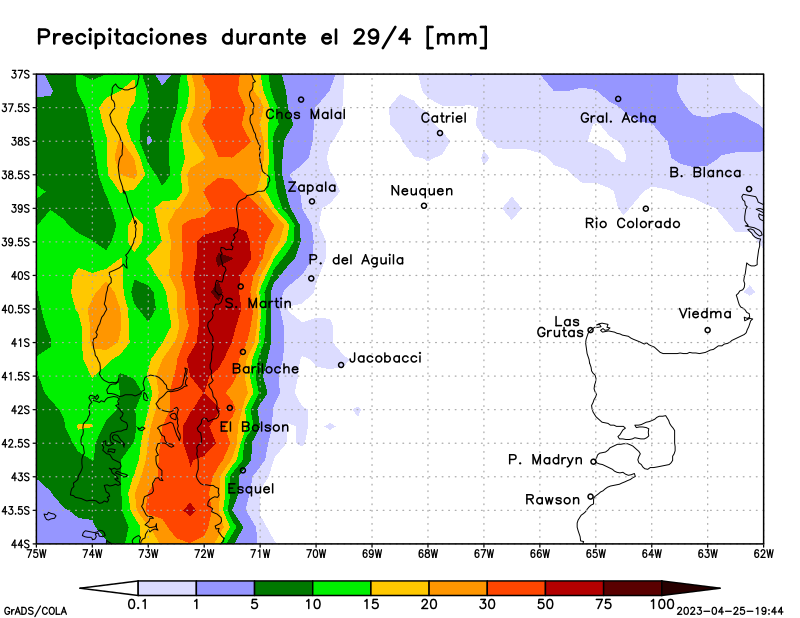 Precipitaciones durante el 29/4 [mm]
37S
37.5S
Chos Malal
Catriel
Gral. Acha
38S
38.5S
B. Blanca
Zapala
Neuquen
39S
Rio Colorado
39.5S
P. del Aguila
40S
S. Martin
40.5S
Viedma
Las
Grutas
41S
Jacobacci
Bariloche
41.5S
42S
El Bolson
42.5S
P. Madryn
43S
Esquel
Rawson
43.5S
44S
75W 74W 73W 72W 71W 70W 69W 68W 67W 66W 65W 64W 63W 62W
0.1 1 5 10 15 20 30 50 75 100
GrADS/COLA
2023-04-25-19:44